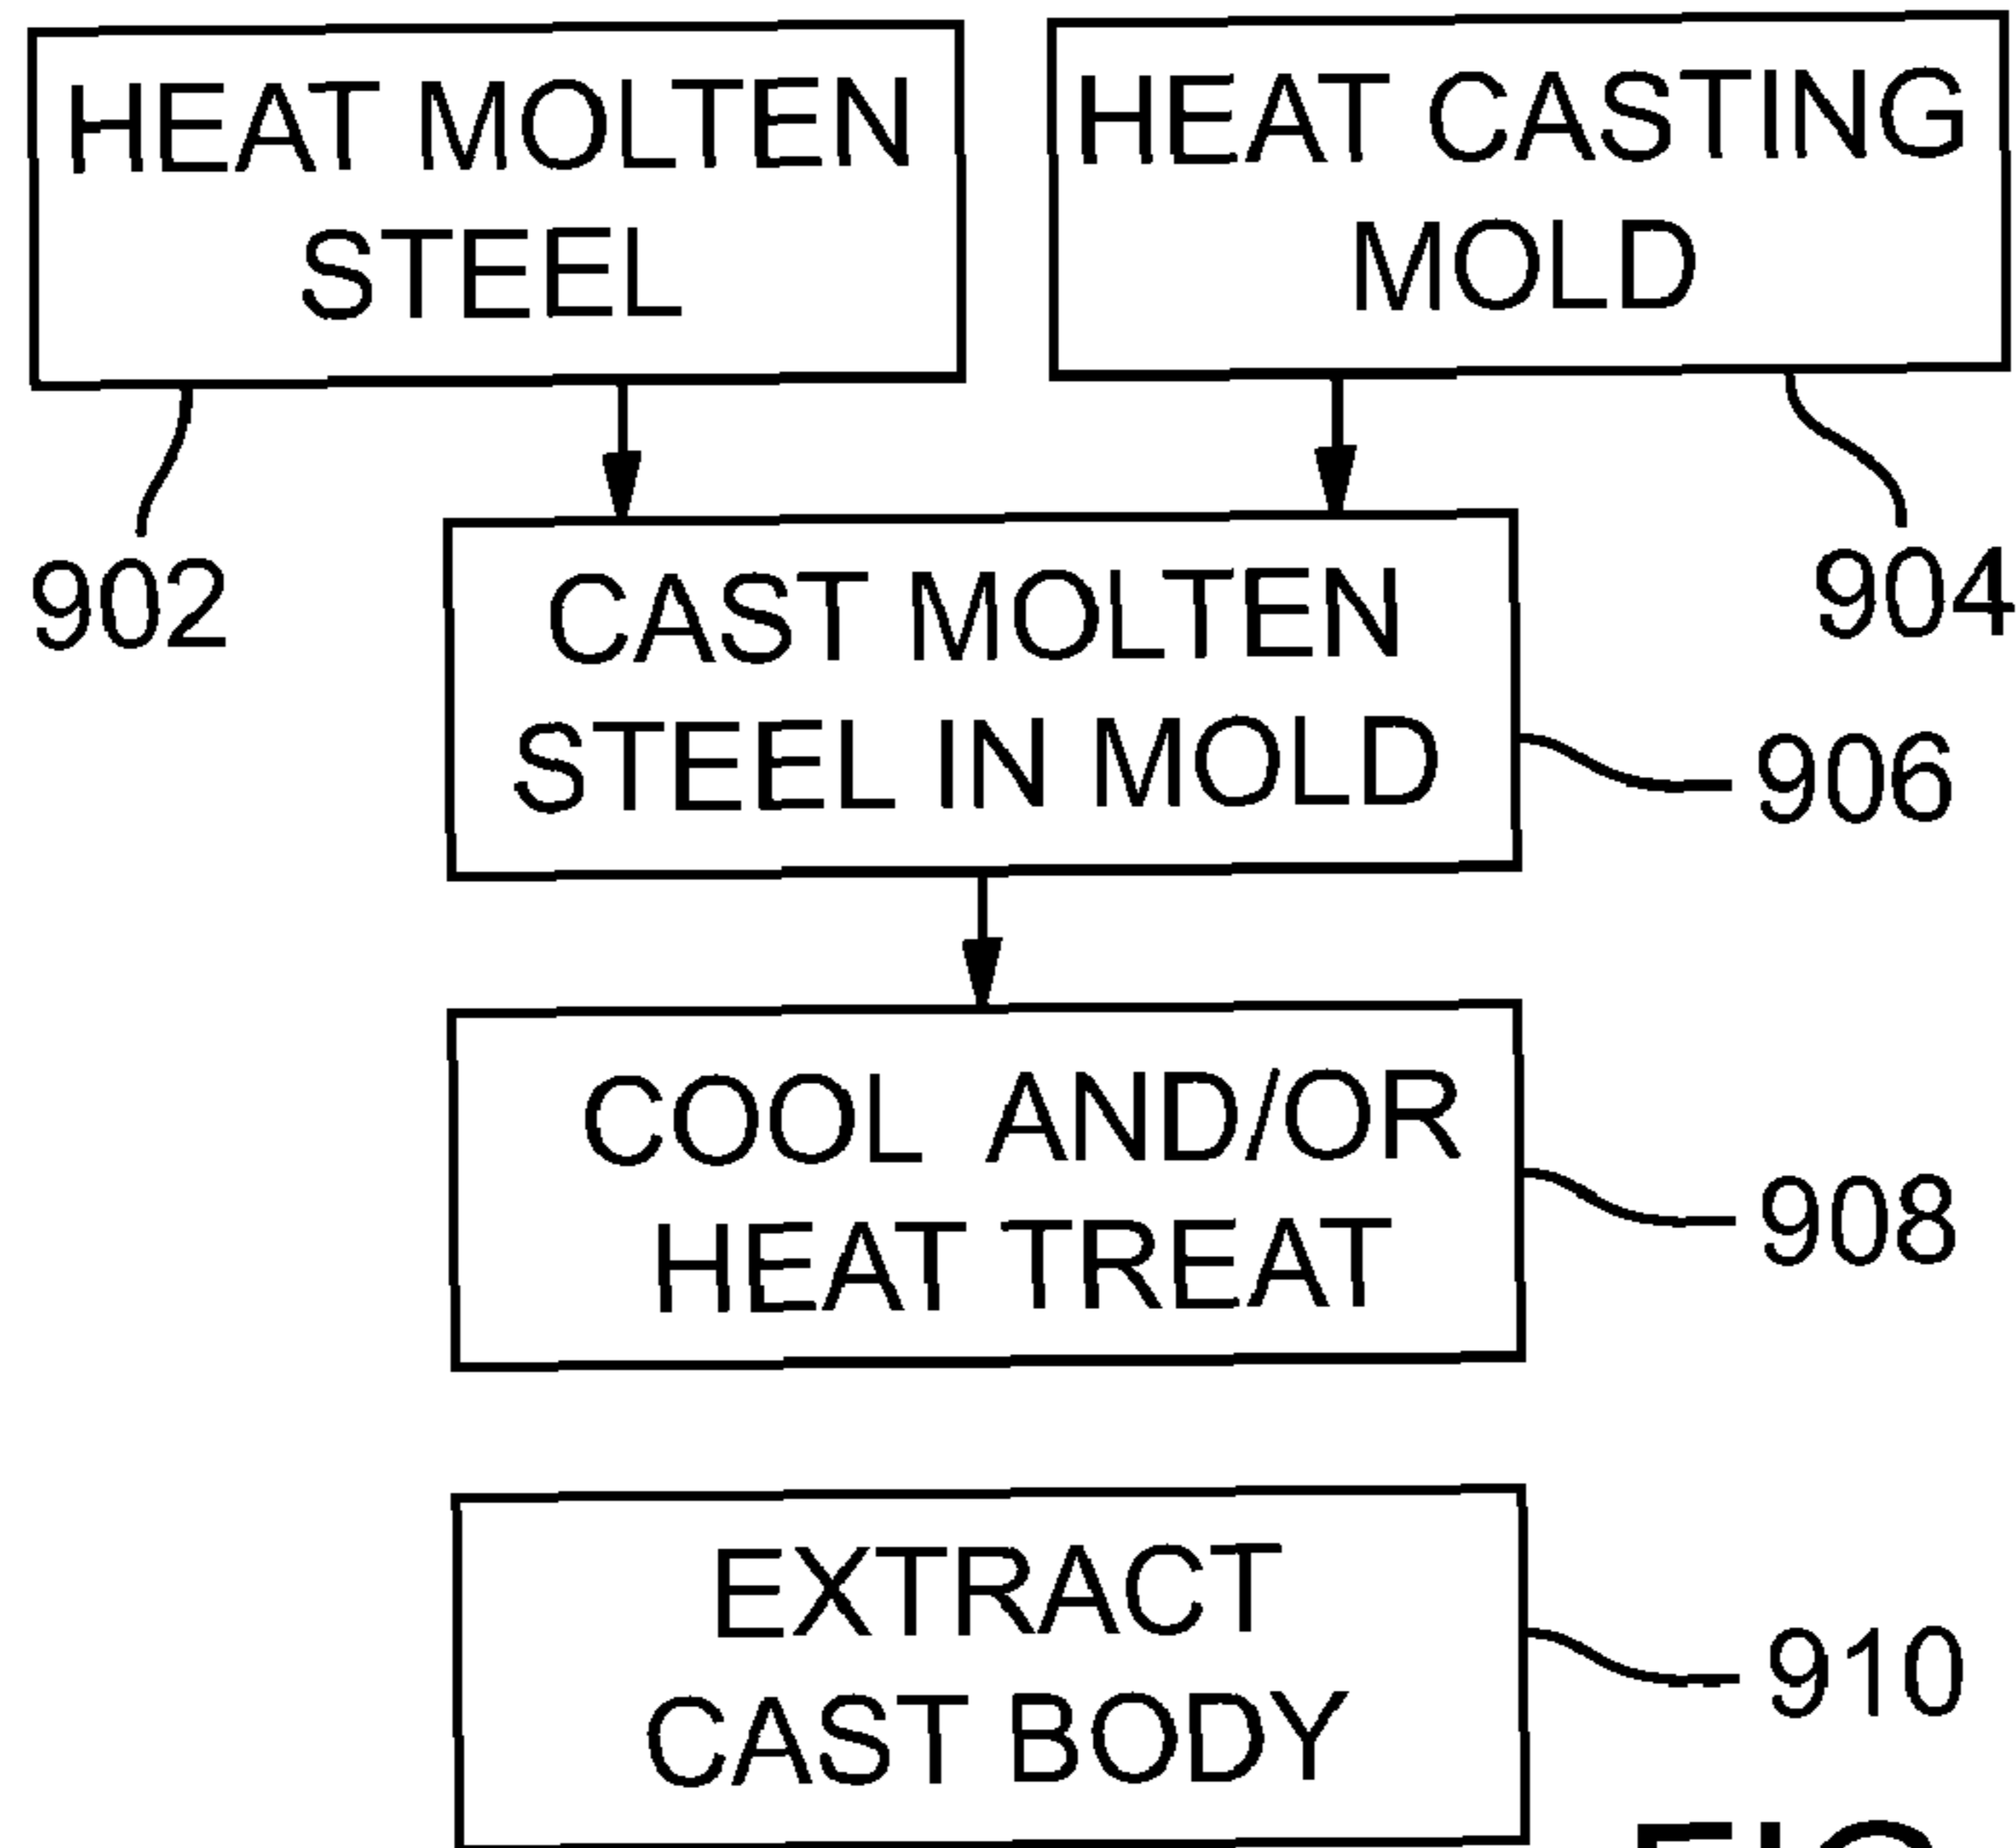 HEAT MOLTEN
STEEL
HEAT CASTING
MOLD
902
904
CAST MOLTEN
STEEL IN MOLD
906
COOL AND/OR
HEAT TREAT
908
EXTRACT
CAST BODY
910